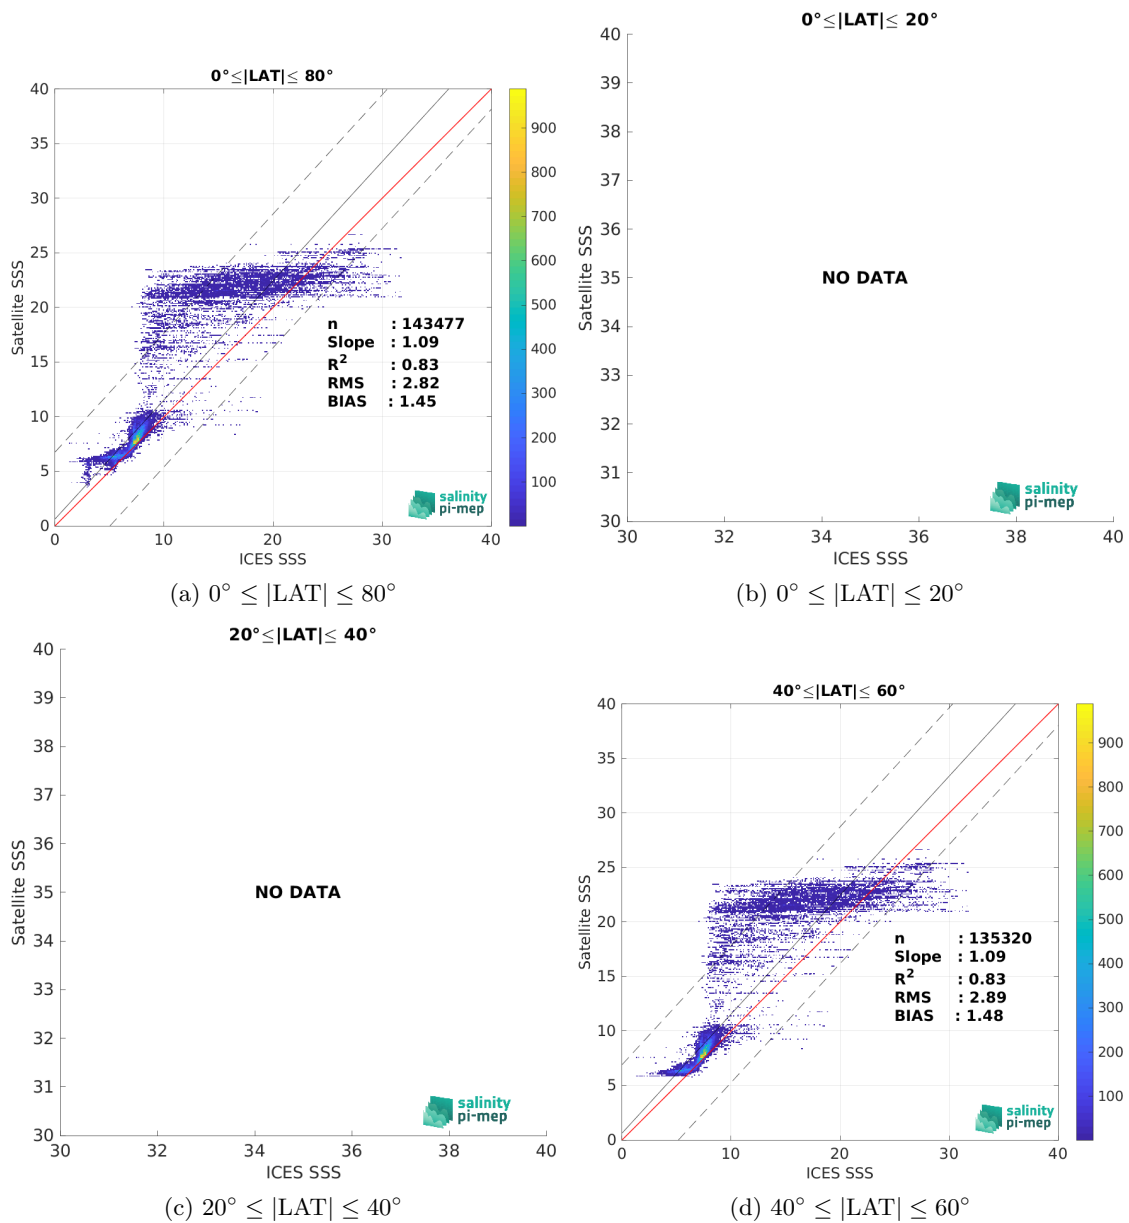 0°≤|LAT|≤ 80°
40
35
30
25
20
15
10
5
0
Satellite SSS
0
10
20
30
40
ICES SSS
900
800
700
600
500
400
300
200
100
n : 143477
Slope : 1.09
R² : 0.83
RMS : 2.82
BIAS : 1.45
salinity
pi-mep
(a) 0° ≤ |LAT| ≤ 80°
0°≤|LAT|≤ 20°
40
39
38
37
36
35
34
33
32
31
30
Satellite SSS
NO DATA
30
32
34
36
38
40
ICES SSS
salinity
pi-mep
(b) 0° ≤ |LAT| ≤ 20°
20°≤|LAT|≤ 40°
40
39
38
37
36
35
34
33
32
31
30
Satellite SSS
NO DATA
30
32
34
36
38
40
ICES SSS
salinity
pi-mep
(c) 20° ≤ |LAT| ≤ 40°
40°≤|LAT|≤ 60°
40
35
30
25
20
15
10
5
0
Satellite SSS
0
10
20
30
40
ICES SSS
900
800
700
600
500
400
300
200
100
n : 135320
Slope : 1.09
R² : 0.83
RMS : 2.89
BIAS : 1.48
salinity
pi-mep
(d) 40° ≤ |LAT| ≤ 60°